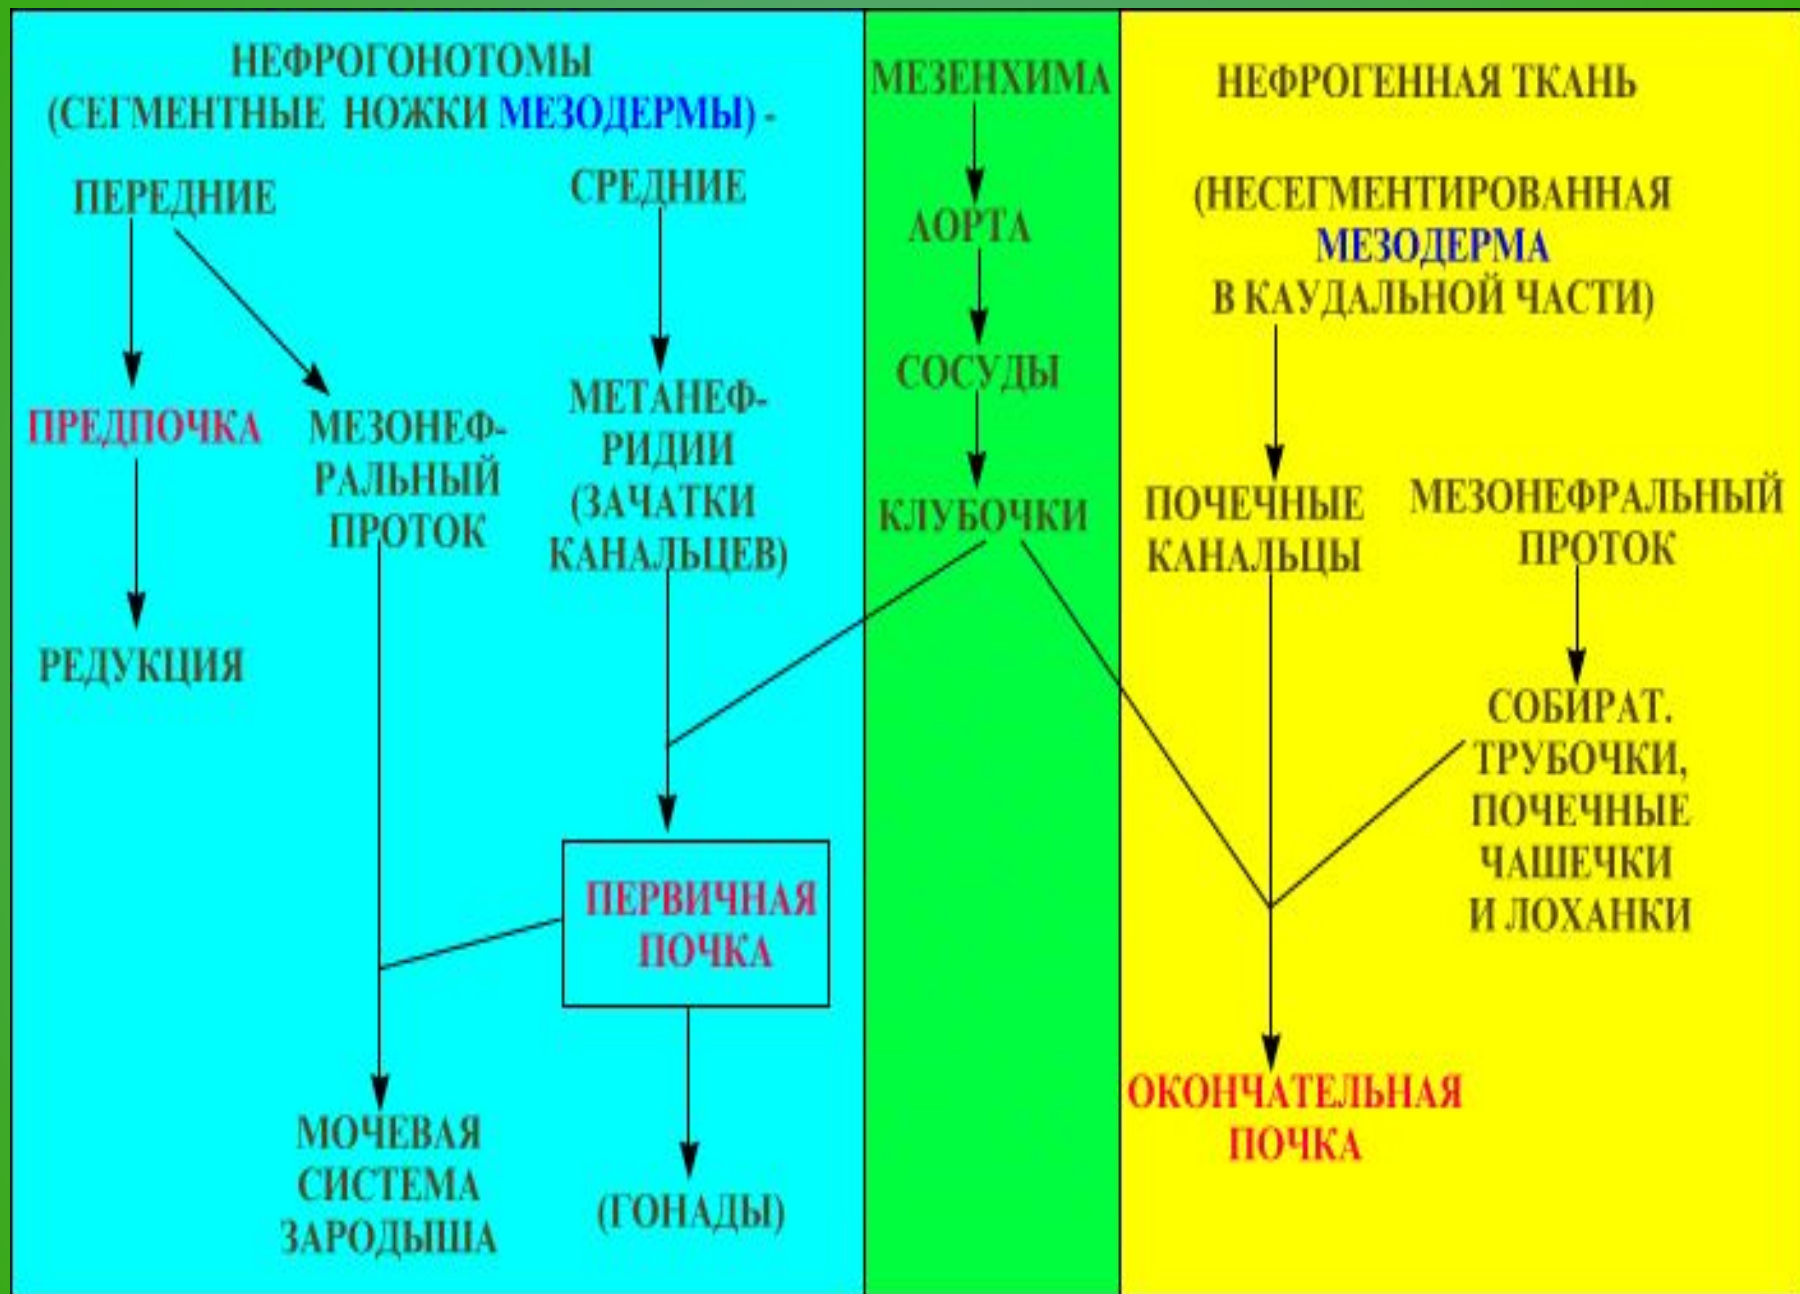 НЕФРОГОНОТОМЫ
(СЕГМЕНТНЫЕ НОЖКИ МЕЗОДЕРМЫ) -
ПЕРЕДНИЕ
СРЕДНИЕ
ПРЕДПОЧКА
МЕЗОНЕФ-
РАЛЬНЫЙ
ПРОТОК
МЕТАНЕФ-
РИДИИ
(ЗАЧАТКИ
КАНАЛЬЦЕВ)
РЕДУКЦИЯ
ПЕРВИЧНАЯ
ПОЧКА
МОЧЕВАЯ
СИСТЕМА
ЗАРОДЫША
(ГОНАДЫ)
МЕЗЕНХИМА
АОРТА
СОСУДЫ
КЛУБОЧКИ
НЕФРОГЕННАЯ ТКАНЬ
(НЕСЕГМЕНТИРОВАННАЯ
МЕЗОДЕРМА
В КАУДАЛЬНОЙ ЧАСТИ)
ПОЧЕЧНЫЕ
КАНАЛЬЦЫ
МЕЗОНЕФРАЛЬНЫЙ
ПРОТОК
СОБИРАТ.
ТРУБОЧКИ,
ПОЧЕЧНЫЕ
ЧАШЕЧКИ
И ЛОХАНКИ
ОКОНЧАТЕЛЬНАЯ
ПОЧКА